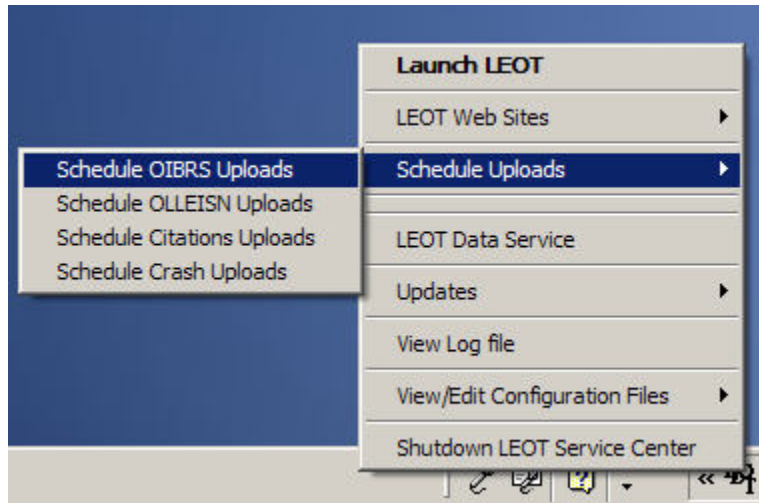 Launch LEOT
LEOT Web Sites
Schedule Uploads
Schedule OIBRS Uploads
Schedule OLLEISN Uploads
Schedule Citations Uploads
Schedule Crash Uploads
LEOT Data Service
Updates
View Log file
View/Edit Configuration Files
Shutdown LEOT Service Center